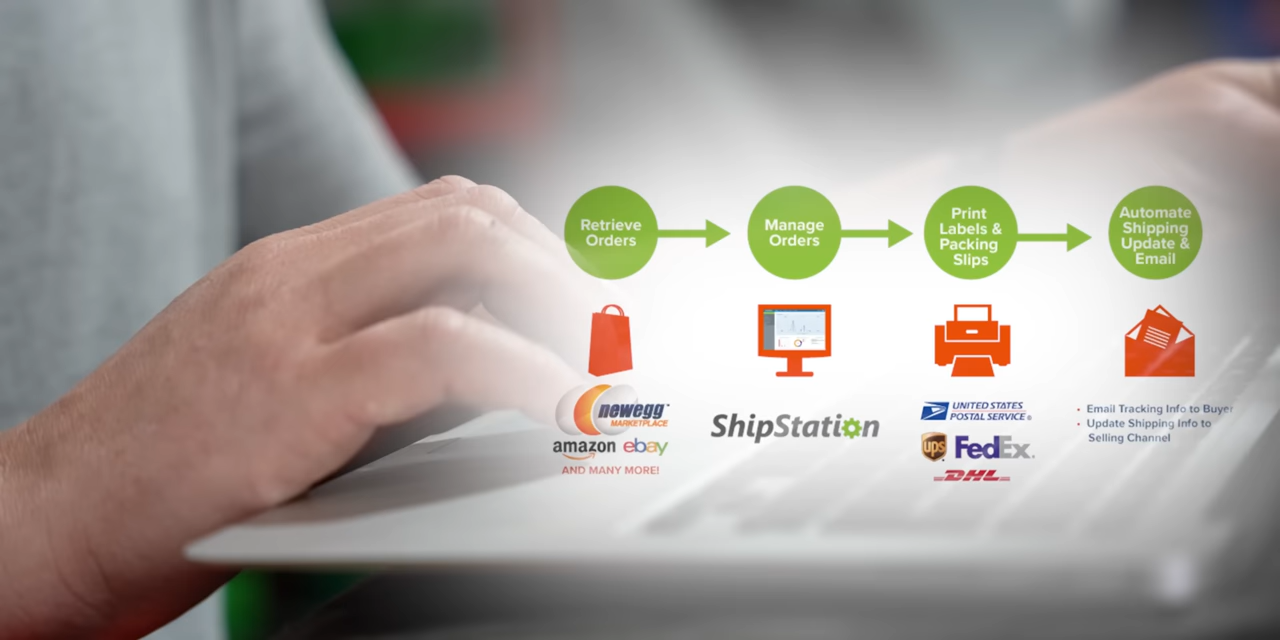 Retrieve
Orders
Manage
Orders
Print
Labels &
Packing
Slips
Automate
Shipping
Update &
Email
newegg™
MARKETPLACE
amazon ebay
AND MANY MORE!
ShipStation
UNITED STATES
POSTAL SERVICE®
ups FedEx.
DHL
• Email Tracking Info to Buyer
• Update Shipping Info to
Selling Channel